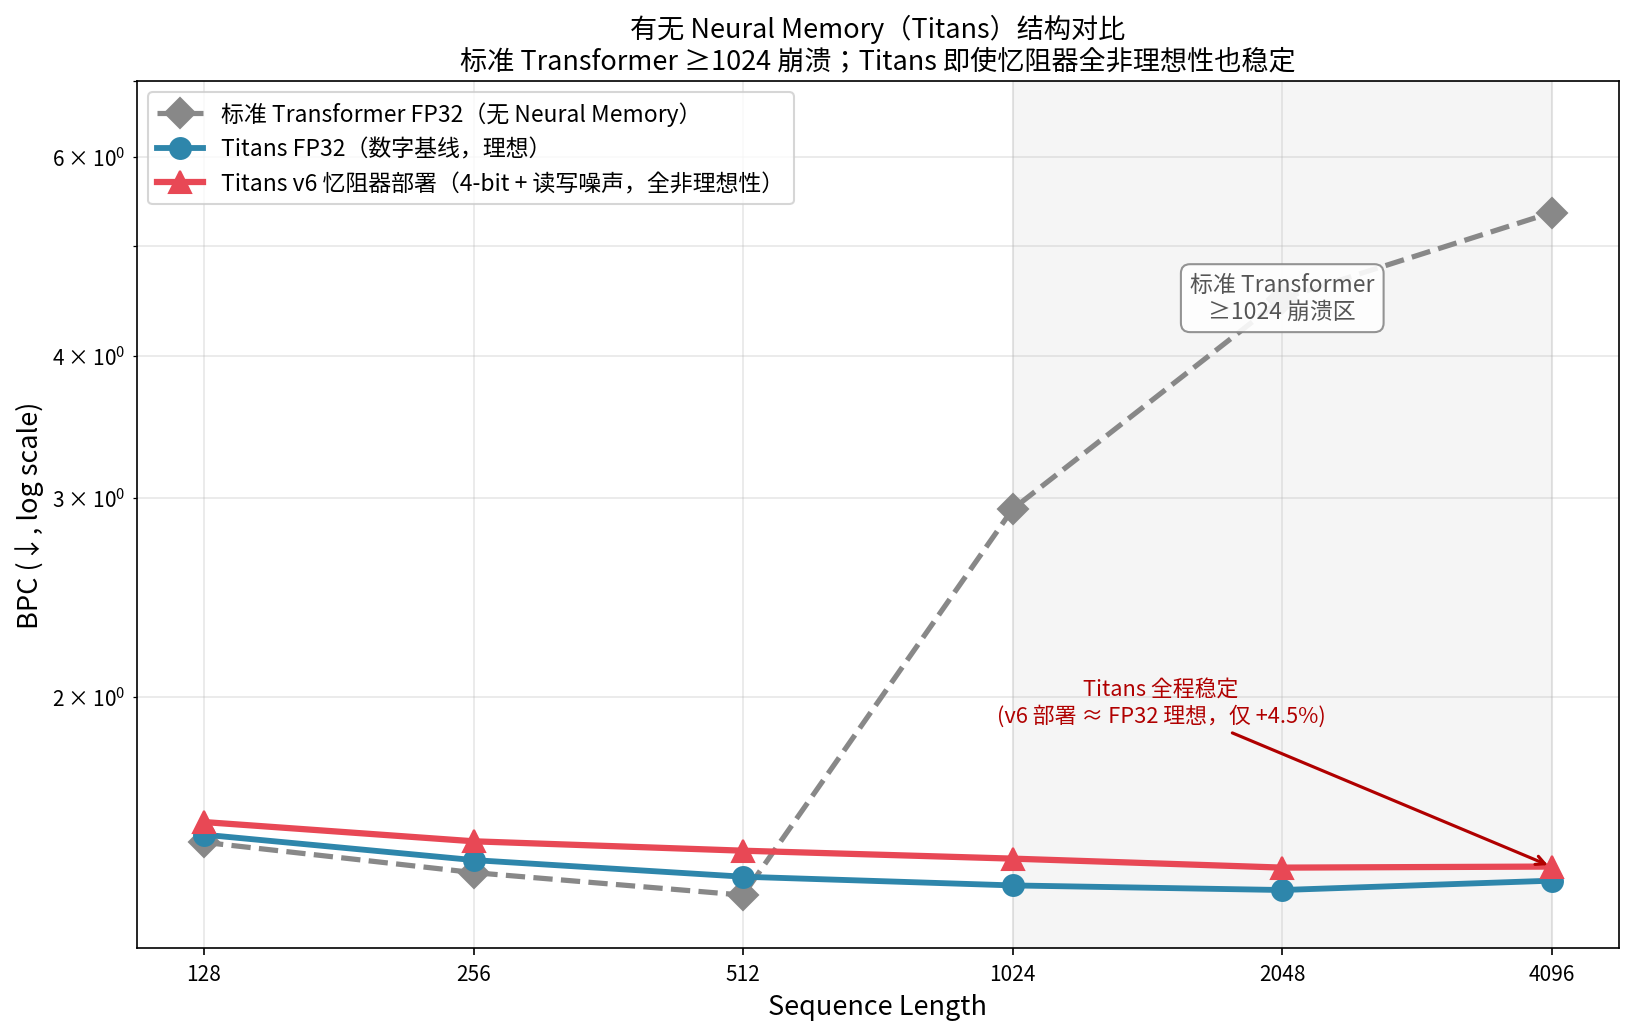 有无 Neural Memory（Titans）结构对比
标准 Transformer ≥1024 崩溃；Titans 即使忆阻器全非理想性也稳定
标准 Transformer FP32（无 Neural Memory）
Titans FP32（数字基线，理想）
Titans v6 忆阻器部署（4-bit + 读写噪声，全非理想性）
6 × 10⁰
4 × 10⁰
3 × 10⁰
2 × 10⁰
BPC (↓, log scale)
标准 Transformer
≥1024 崩溃区
Titans 全程稳定
(v6 部署 ≈ FP32 理想，仅 +4.5%)
128
256
512
1024
2048
4096
Sequence Length